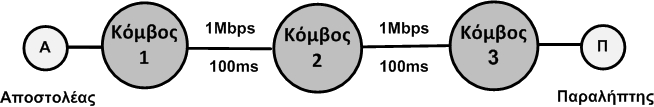 Α
Κόμβος
1
1Mbps
100ms
Κόμβος
2
1Mbps
100ms
Κόμβος
3
Π
Αποστολέας
Παραλήπτης